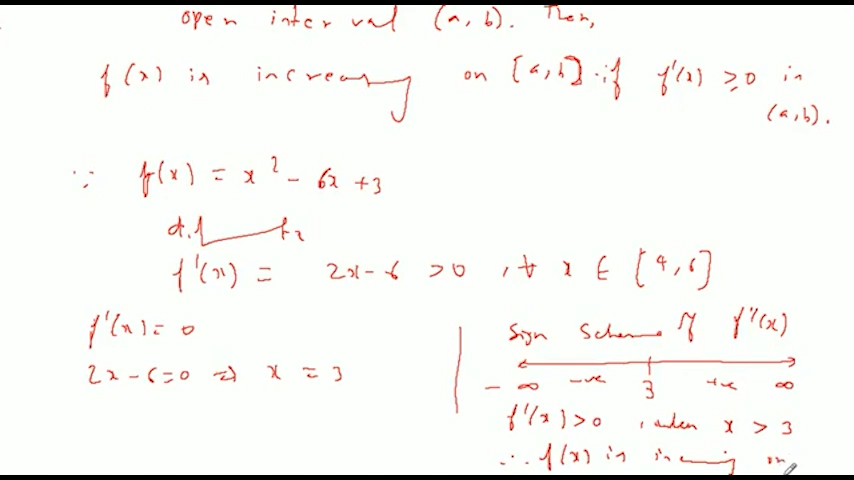 open interval (a, b). Then,
f(x) is increasing on [a, b] if f'(x) ≥ 0 in
(a, b).
∵ f(x) = x² - 6x + 3
f'(x) = 2x - 6 > 0 , ∀ x ∈ [4, 6]
f'(x) = 0
2x - 6 = 0 ⇒ x = 3
Sign Scheme of f'(x)
- ∞ -ve 3 +ve ∞
f'(x) > 0 , when x > 3
∴ f(x) is increasing on